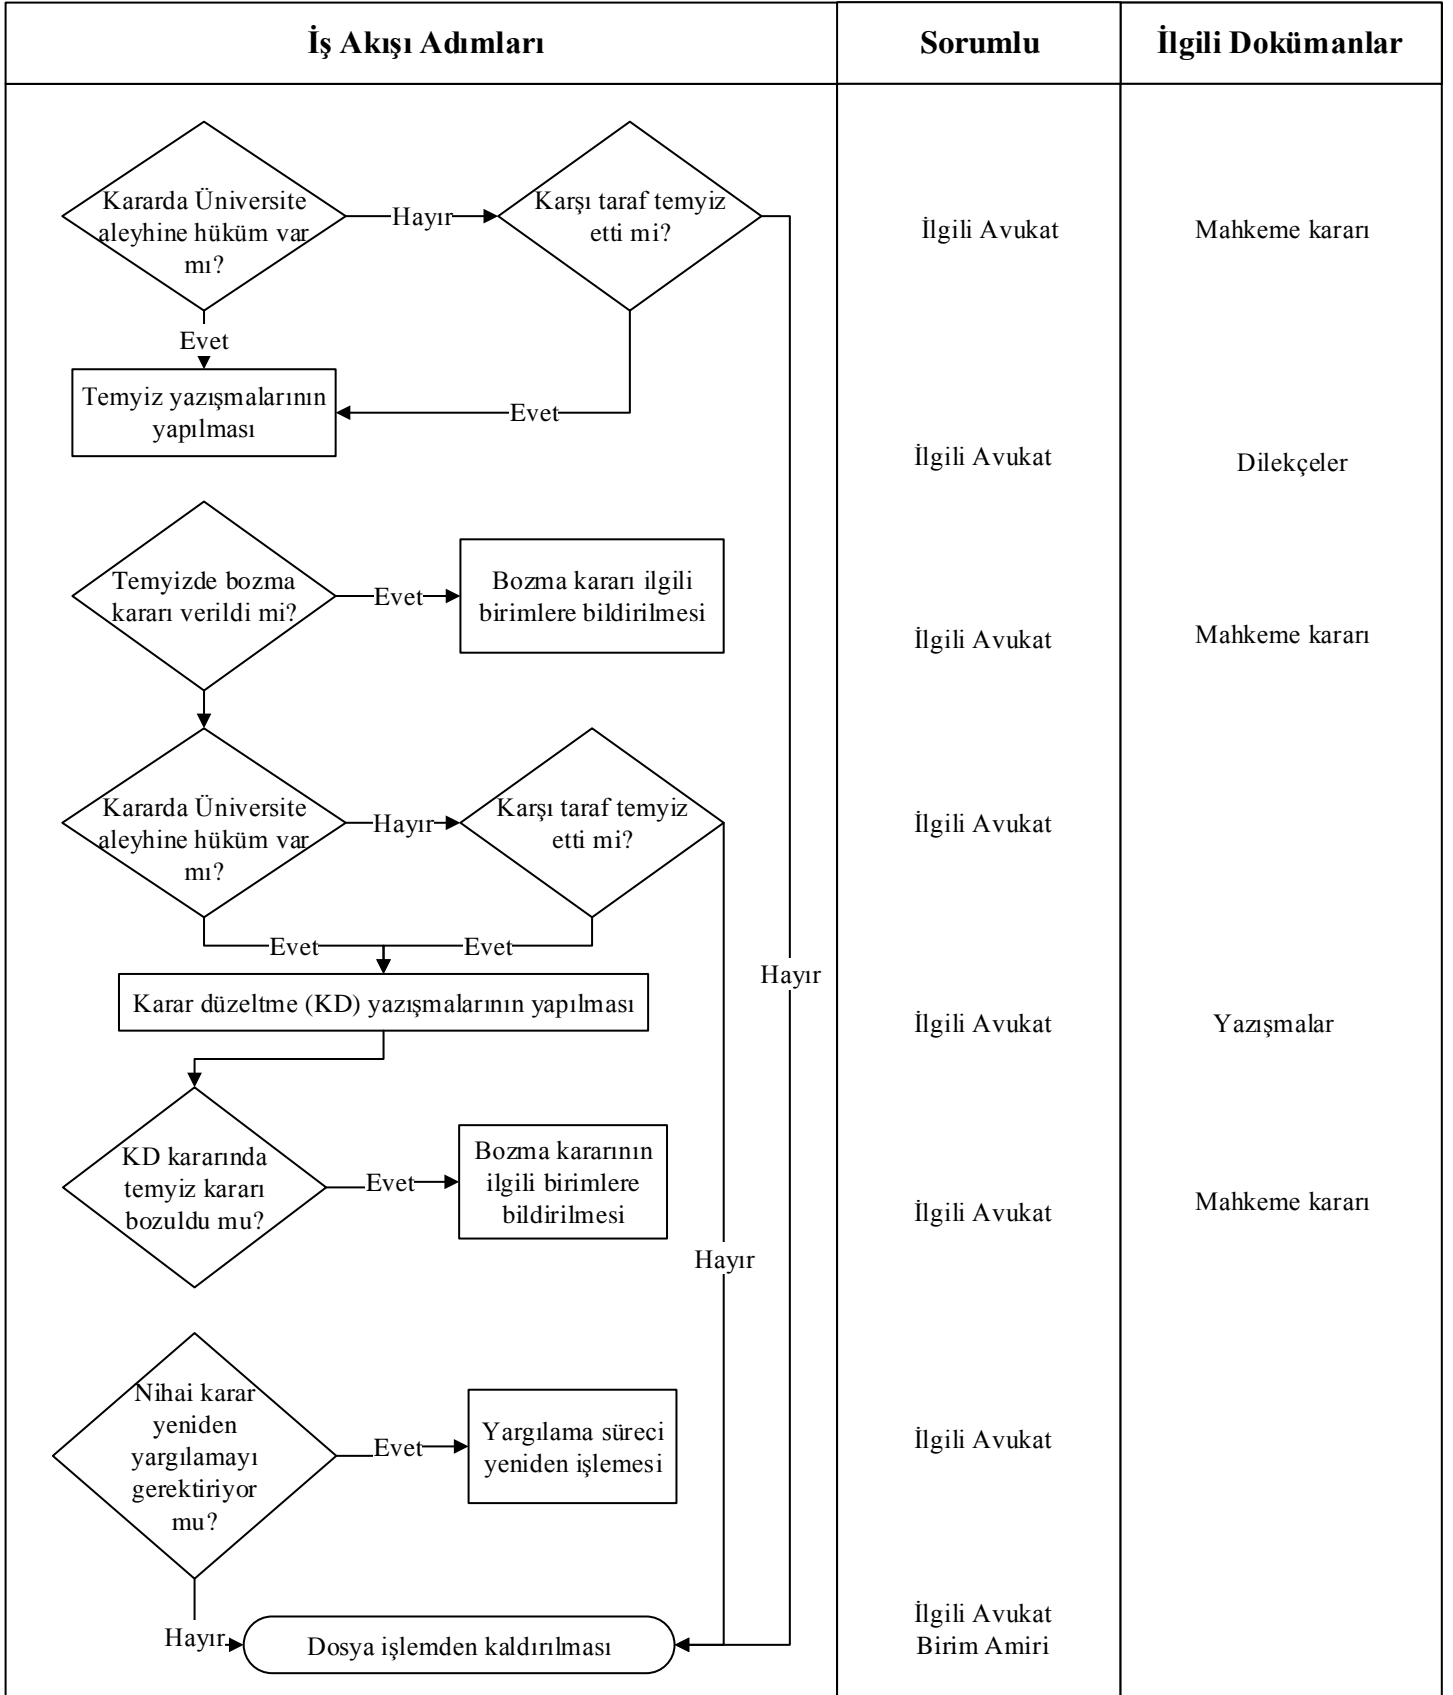 İş Akışı Adımları
Sorumlu
İlgili Dokümanlar
Kararda Üniversite
aleyhine hüküm var
mı?
Hayır
Karşı taraf temyiz
etti mi?
İlgili Avukat
Mahkeme kararı
Evet
Temyiz yazışmalarının
yapılması
Evet
İlgili Avukat
Dilekçeler
Temyizde bozma
kararı verildi mi?
Evet
Bozma kararı ilgili
birimlere bildirilmesi
İlgili Avukat
Mahkeme kararı
Kararda Üniversite
aleyhine hüküm var
mı?
Hayır
Karşı taraf temyiz
etti mi?
İlgili Avukat
Evet
Evet
Hayır
Karar düzeltme (KD) yazışmalarının yapılması
İlgili Avukat
Yazışmalar
KD kararında
temyiz kararı
bozuldu mu?
Evet
Bozma kararının
ilgili birimlere
bildirilmesi
İlgili Avukat
Mahkeme kararı
Hayır
Nihai karar
yeniden
yargılamayı
gerektiriyor
mu?
Evet
Yargılama süreci
yeniden işlemesi
İlgili Avukat
Hayır
Dosya işlemden kaldırılması
İlgili Avukat
Birim Amiri